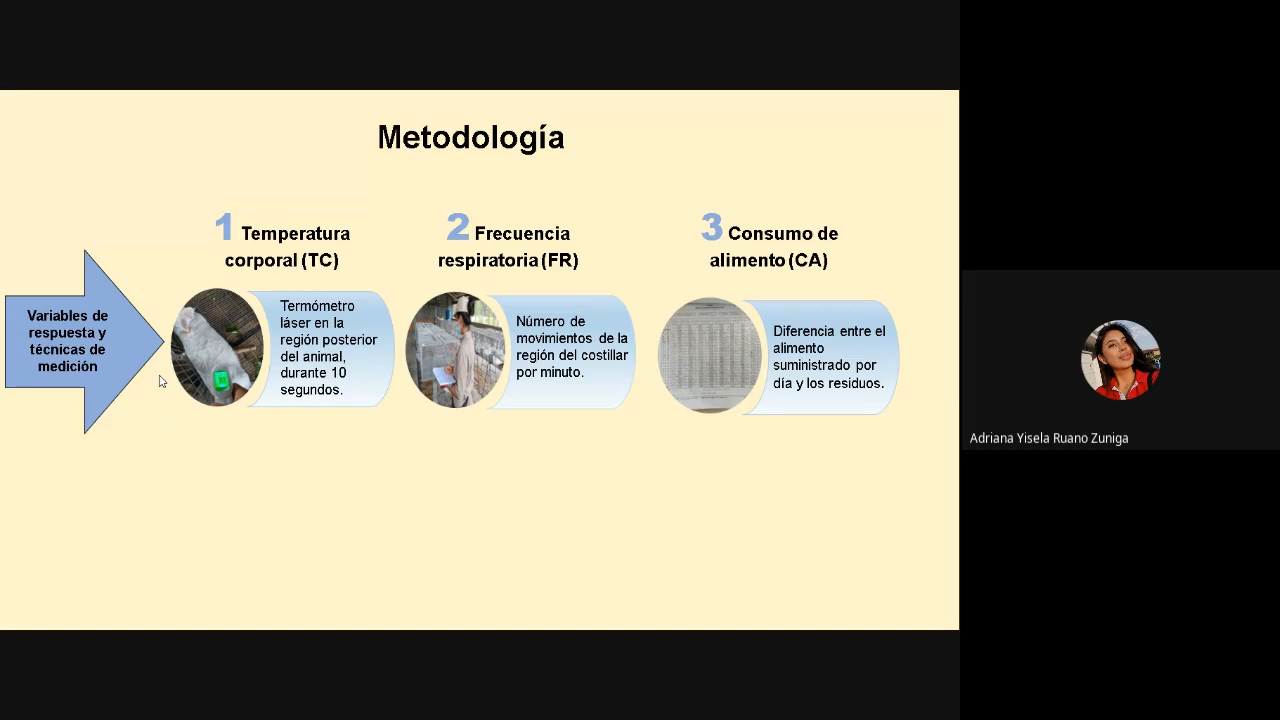 Metodología
Variables de
respuesta y
técnicas de
medición
1 Temperatura
corporal (TC)
Termómetro
láser en la
región posterior
del animal,
durante 10
segundos.
2 Frecuencia
respiratoria (FR)
Número de
movimientos de la
región del costillar
por minuto.
3 Consumo de
alimento (CA)
Diferencia entre el
alimento
suministrado por
día y los residuos.
Adriana Yisela Ruano Zuniga